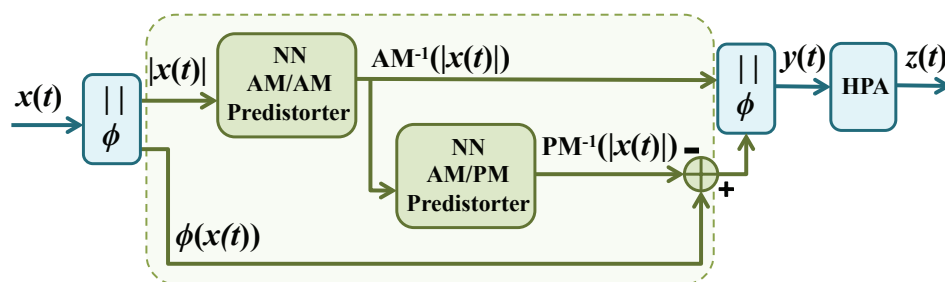 x(t)
| |
ϕ
|x(t)|
NN
AM/AM
Predistorter
AM⁻¹(|x(t)|)
NN
AM/PM
Predistorter
PM⁻¹(|x(t)|)
-
+
ϕ(x(t))
| |
ϕ
y(t)
HPA
z(t)